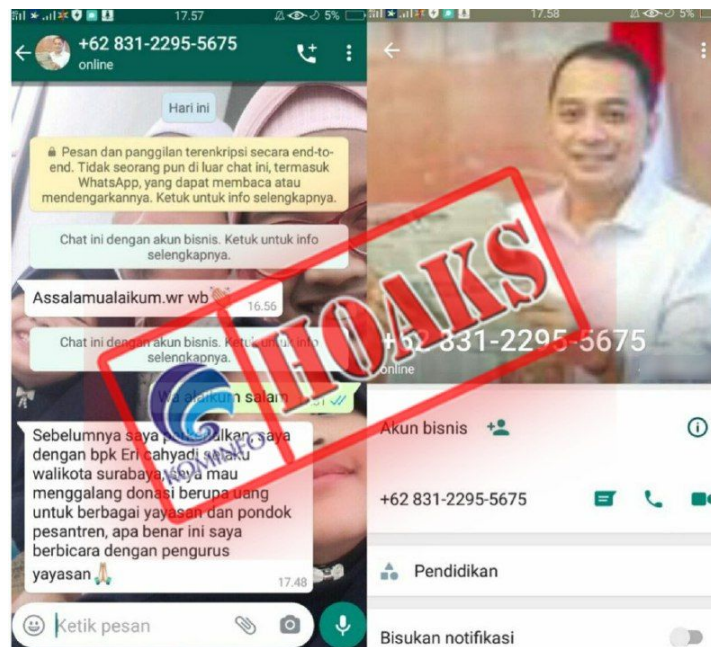 17.57
5%
+62 831-2295-5675
online
Hari ini
Pesan dan panggilan terenkripsi secara end-to-
end. Tidak seorang pun di luar chat ini, termasuk
WhatsApp, yang dapat membaca atau
mendengarkannya. Ketuk untuk info selengkapnya.
Chat ini dengan akun bisnis. Ketuk untuk info
selengkapnya.
Assalamualaikum.wr wb
16.56
Chat ini dengan akun bisnis. Ketuk untuk info
selengkapnya.
Wa alaikum salam
Sebelumnya saya perkenalkan saya
dengan bpk Eri cahyadi selaku
walikota surabaya, saya mau
menggalang donasi berupa uang
untuk berbagai yayasan dan pondok
pesantren, apa benar ini saya
berbicara dengan pengurus
yayasan
17.48
Ketik pesan
17.58
5%
+62 831-2295-5675
online
Akun bisnis
+62 831-2295-5675
Pendidikan
Bisukan notifikasi
HOAKS
KOMINFO